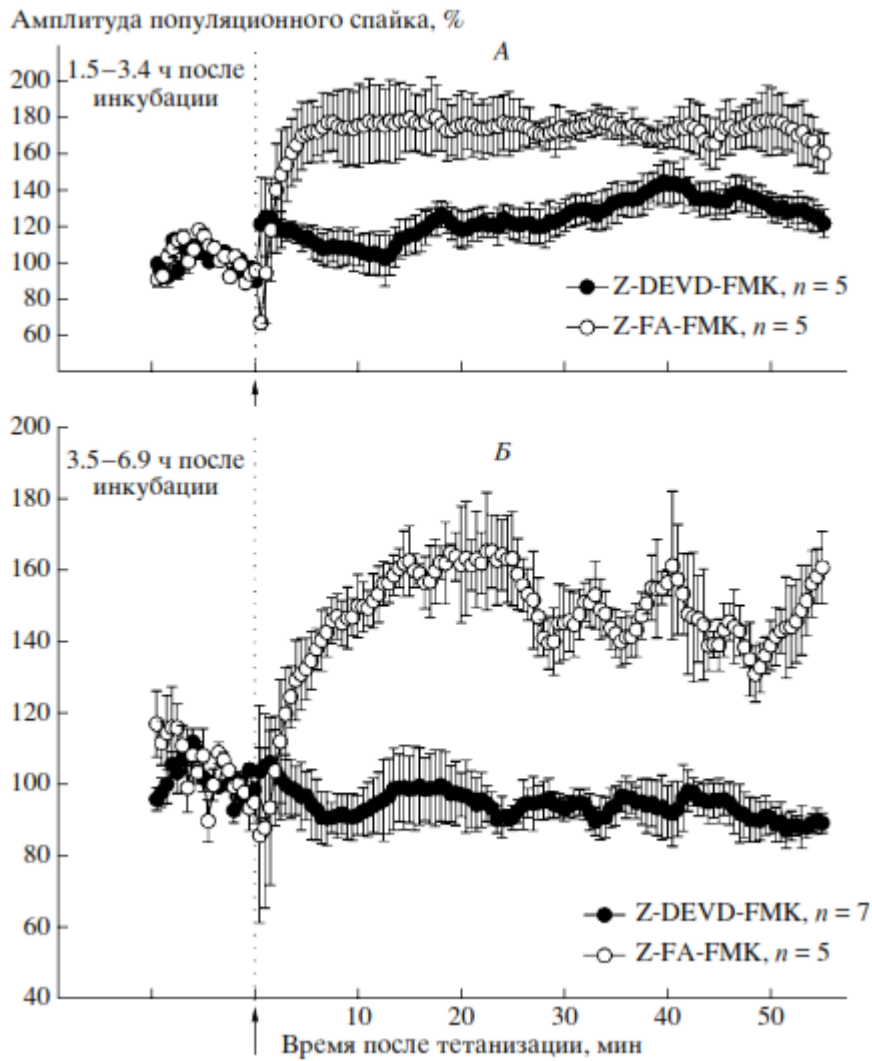 Амплитуда популяционного спайка, %
А
200
1.5–3.4 ч после
180
инкубации
160
140
120
100
Z-DEVD-FMK, n = 5
80
Z-FA-FMK, n = 5
60
200
Б
3.5–6.9 ч после
180
инкубации
160
140
120
100
80
Z-DEVD-FMK, n = 7
60
Z-FA-FMK, n = 5
40
10 20 30 40 50
Время после тетанизации, мин